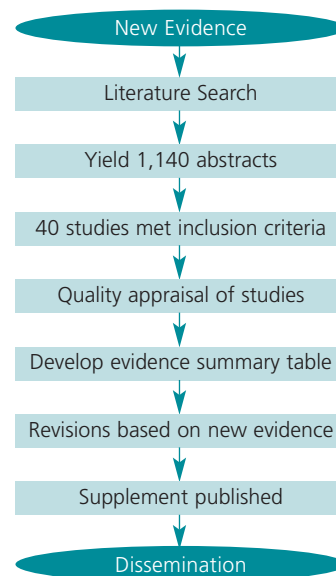 New Evidence
Literature Search
Yield 1,140 abstracts
40 studies met inclusion criteria
Quality appraisal of studies
Develop evidence summary table
Revisions based on new evidence
Supplement published
Dissemination